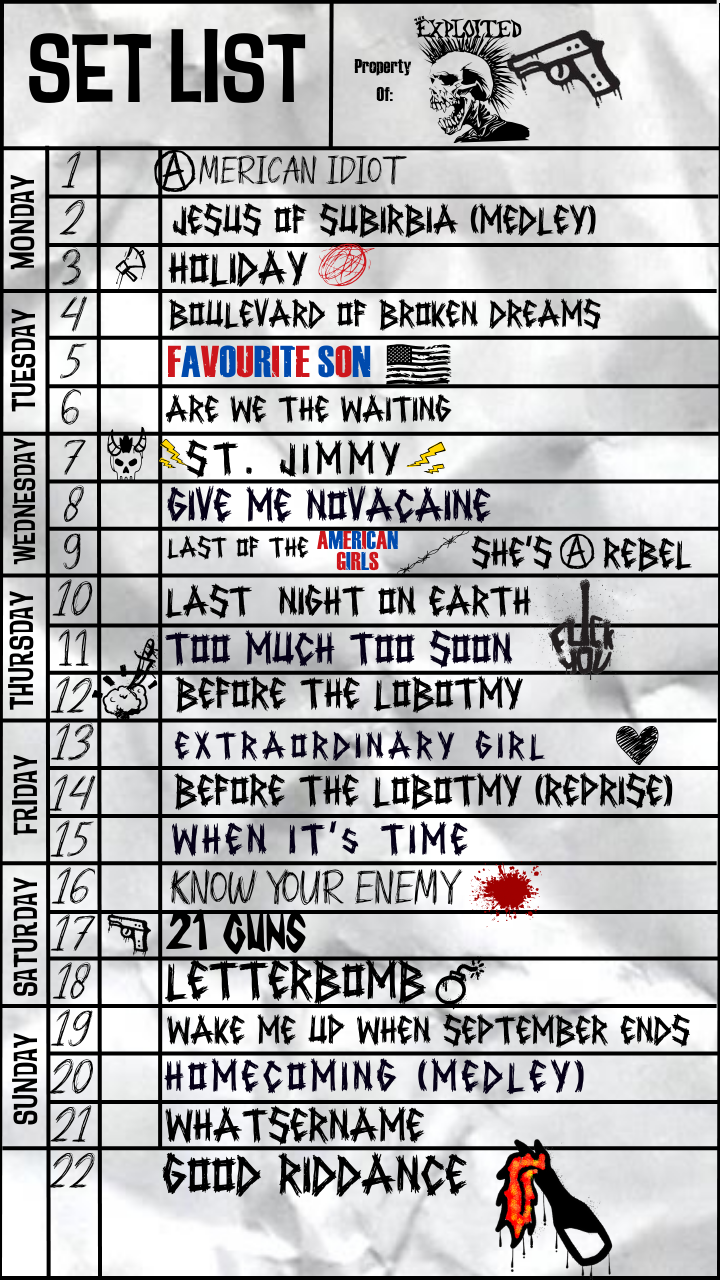 SET LIST
Property
Of:
THE
EXPLOITED
MONDAY
1 AMERICAN IDIOT
2 JESUS OF SUBIRBIA (MEDLEY)
3 HOLIDAY
TUESDAY
4 BOULEVARD OF BROKEN DREAMS
5 FAVOURITE SON
6 ARE WE THE WAITING
WEDNESDAY
7 ST. JIMMY
8 GIVE ME NOVACAINE
9 LAST OF THE AMERICAN GIRLS SHE'S A REBEL
THURSDAY
10 LAST NIGHT ON EARTH
11 TOO MUCH TOO SOON
FUCK
YOU
12 BEFORE THE LOBOTMY
FRIDAY
13 EXTRAORDINARY GIRL
14 BEFORE THE LOBOTMY (REPRISE)
15 WHEN IT's TIME
SATURDAY
16 KNOW YOUR ENEMY
17 21 GUNS
18 LETTERBOMB
SUNDAY
19 WAKE ME UP WHEN SEPTEMBER ENDS
20 HOMECOMING (MEDLEY)
21 WHATSERNAME
22 GOOD RIDDANCE